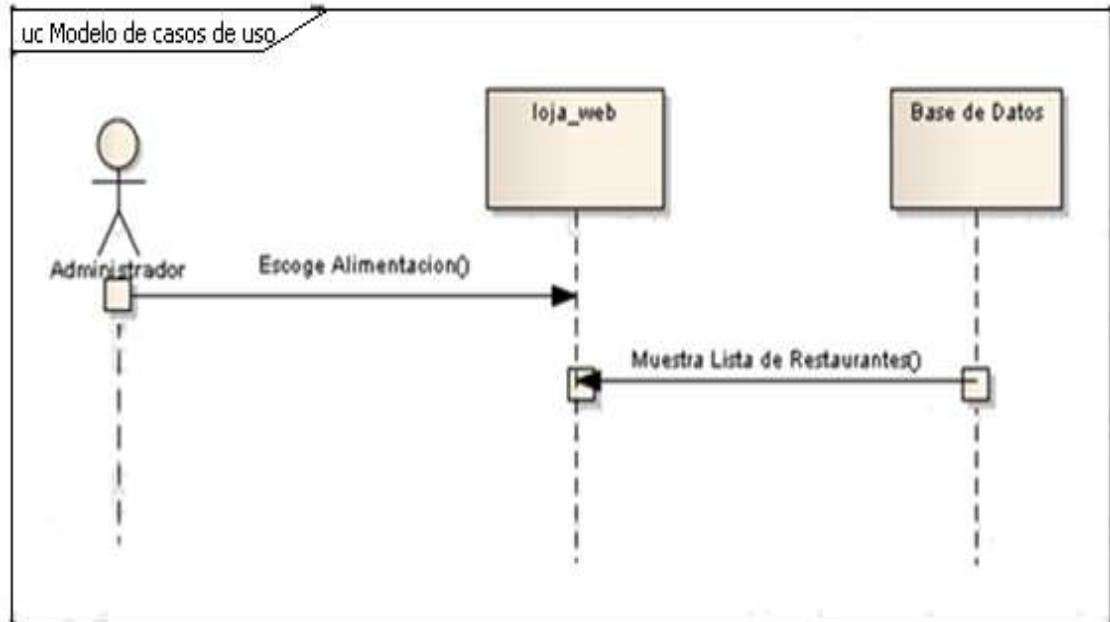 uc Modelo de casos de uso
loja_web
Base de Datos
Administrador
Escoge Alimentacion()
Muestra Lista de Restaurantes()